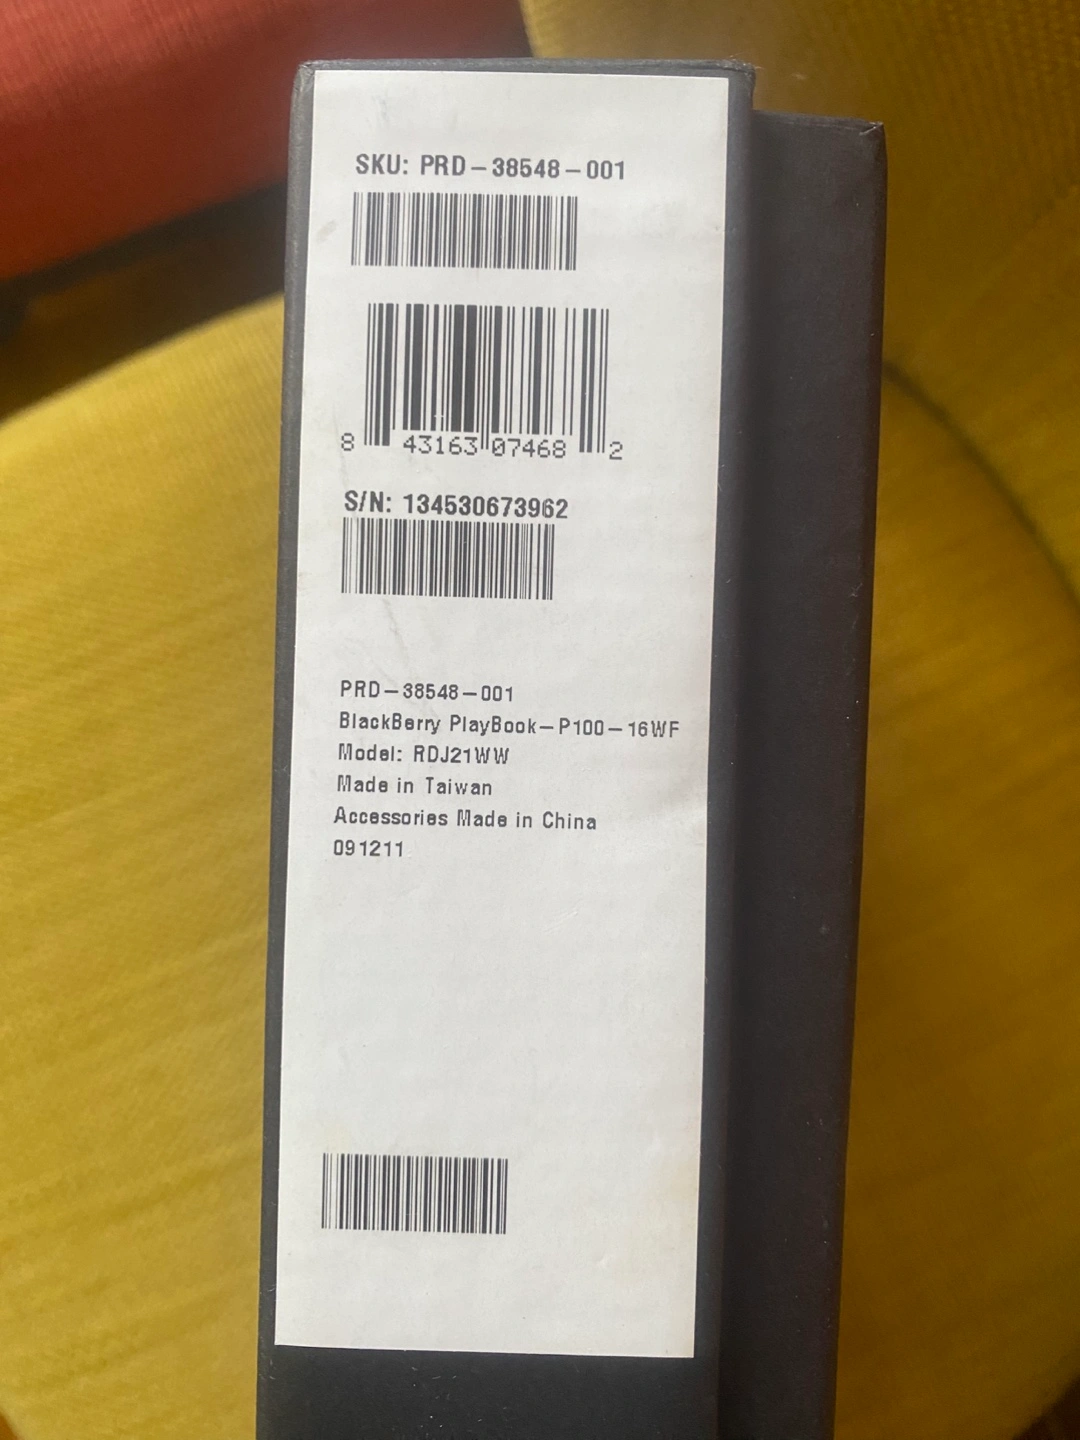 SKU: PRD-38548-001
8 43163 07468 2
S/N: 134530673962
PRD-38548-001
BlackBerry PlayBook-P100-16WF
Model: RDJ21WW
Made in Taiwan
Accessories Made in China
091211